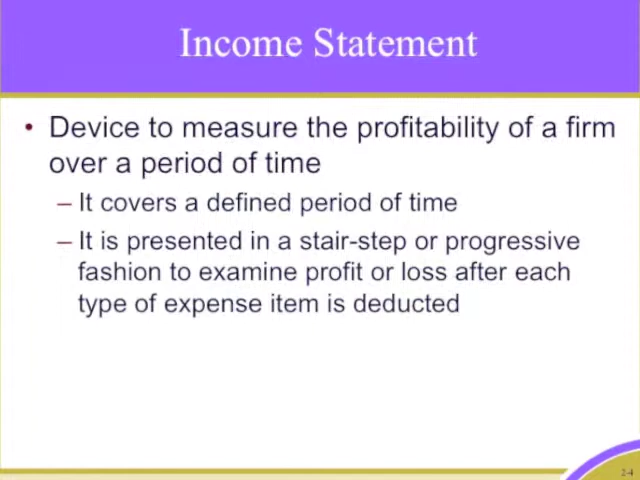 Income Statement
• Device to measure the profitability of a firm
over a period of time
– It covers a defined period of time
– It is presented in a stair-step or progressive
fashion to examine profit or loss after each
type of expense item is deducted
2-4